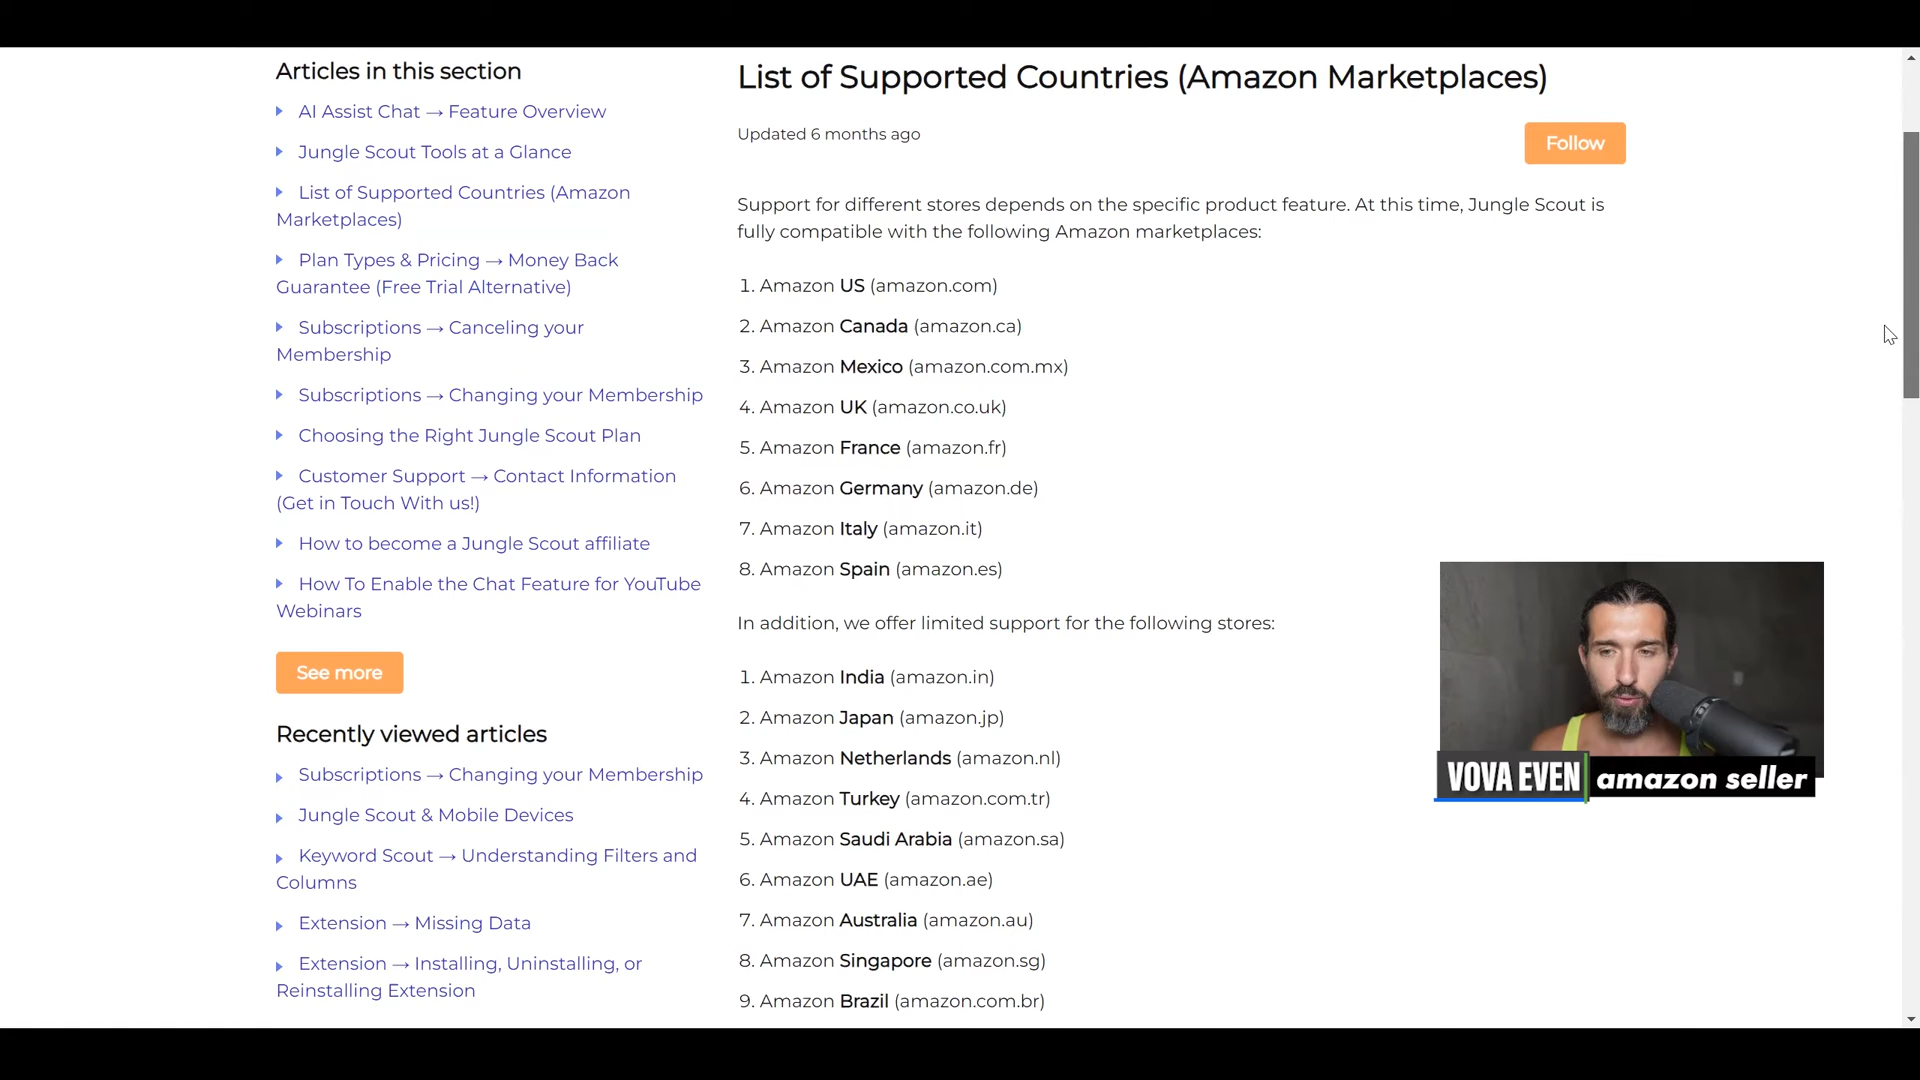 Articles in this section
AI Assist Chat → Feature Overview
Jungle Scout Tools at a Glance
List of Supported Countries (Amazon
Marketplaces)
Plan Types & Pricing → Money Back
Guarantee (Free Trial Alternative)
Subscriptions → Canceling your
Membership
Subscriptions → Changing your Membership
Choosing the Right Jungle Scout Plan
Customer Support → Contact Information
(Get in Touch With us!)
How to become a Jungle Scout affiliate
How To Enable the Chat Feature for YouTube
Webinars
See more
Recently viewed articles
Subscriptions → Changing your Membership
Jungle Scout & Mobile Devices
Keyword Scout → Understanding Filters and
Columns
Extension → Missing Data
Extension → Installing, Uninstalling, or
Reinstalling Extension
List of Supported Countries (Amazon Marketplaces)
Updated 6 months ago
Follow
Support for different stores depends on the specific product feature. At this time, Jungle Scout is
fully compatible with the following Amazon marketplaces:
1. Amazon US (amazon.com)
2. Amazon Canada (amazon.ca)
3. Amazon Mexico (amazon.com.mx)
4. Amazon UK (amazon.co.uk)
5. Amazon France (amazon.fr)
6. Amazon Germany (amazon.de)
7. Amazon Italy (amazon.it)
8. Amazon Spain (amazon.es)
In addition, we offer limited support for the following stores:
1. Amazon India (amazon.in)
2. Amazon Japan (amazon.jp)
3. Amazon Netherlands (amazon.nl)
4. Amazon Turkey (amazon.com.tr)
5. Amazon Saudi Arabia (amazon.sa)
6. Amazon UAE (amazon.ae)
7. Amazon Australia (amazon.au)
8. Amazon Singapore (amazon.sg)
9. Amazon Brazil (amazon.com.br)
VOVA EVEN amazon seller